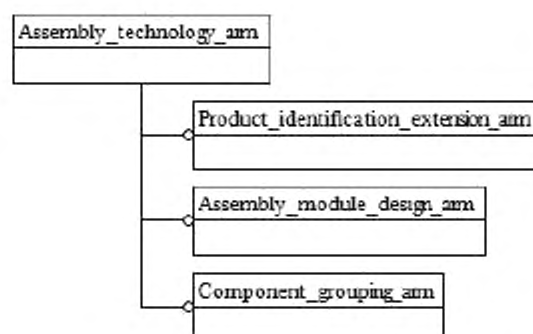 Assembly_technology_arm
Product_identification_extension_arm
Assembly_module_design_arm
Component_grouping_arm